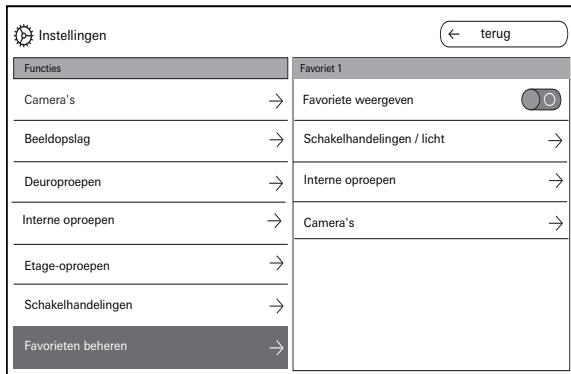 Instellingen
← terug
Functies
Camera's
Beeldopslag
Deuroproepen
Interne oproepen
Etage-oproepen
Schakelhandelingen
Favorieten beheren
Favoriet 1
Favoriete weergeven
Schakelhandelingen / licht
Interne oproepen
Camera's